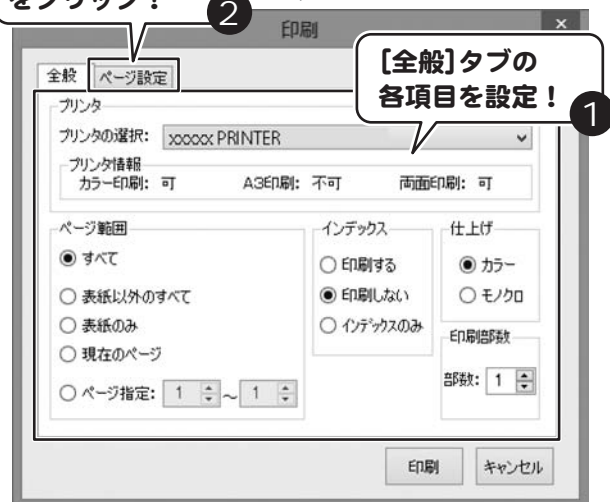 をクリック！
2
印刷
×
[全般]タブの
各項目を設定！
1
全般 ページ設定
プリンタ
プリンタの選択: xxxxx PRINTER
プリンタ情報
カラー印刷: 可 A3印刷: 不可 両面印刷: 可
ページ範囲
すべて
表紙以外のすべて
表紙のみ
現在のページ
ページ指定: 1 ～ 1
インデックス
印刷する
印刷しない
インデックスのみ
仕上げ
カラー
モノクロ
印刷部数
部数: 1
印刷 キャンセル